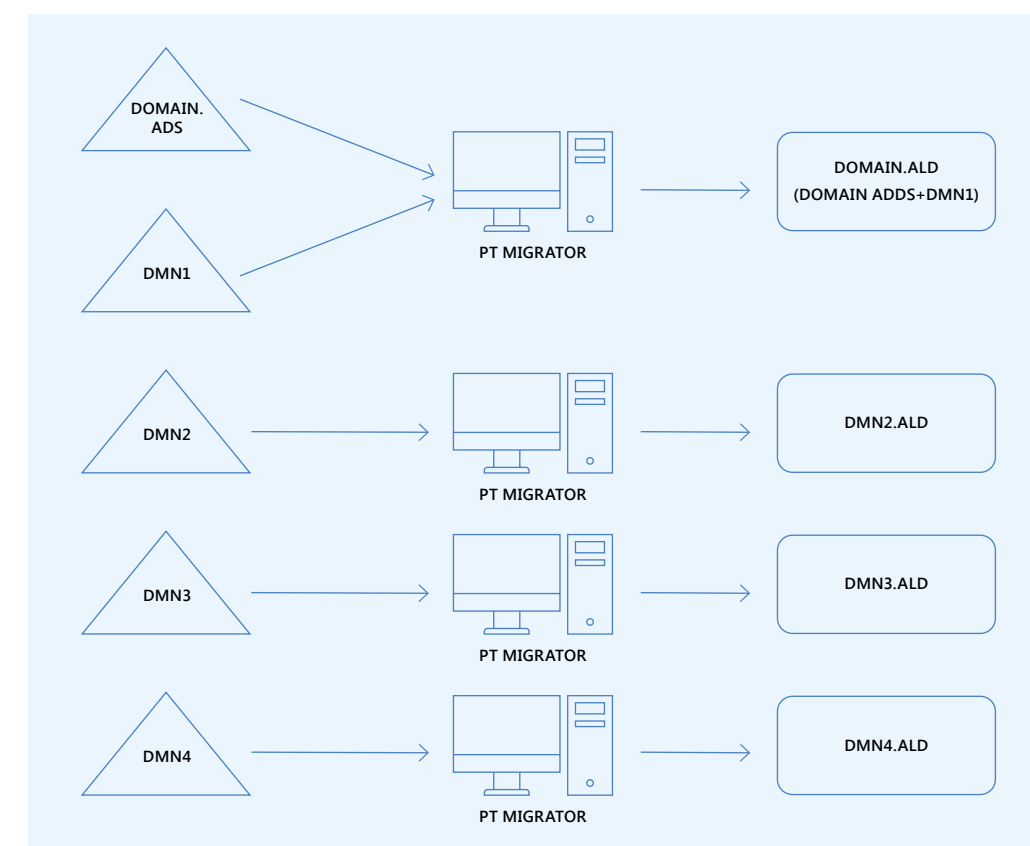 DOMAIN.
ADS
DOMAIN.ALD
(DOMAIN ADDS+DMN1)
PT MIGRATOR
DMN1
DMN2
DMN2.ALD
PT MIGRATOR
DMN3
DMN3.ALD
PT MIGRATOR
DMN4
DMN4.ALD
PT MIGRATOR